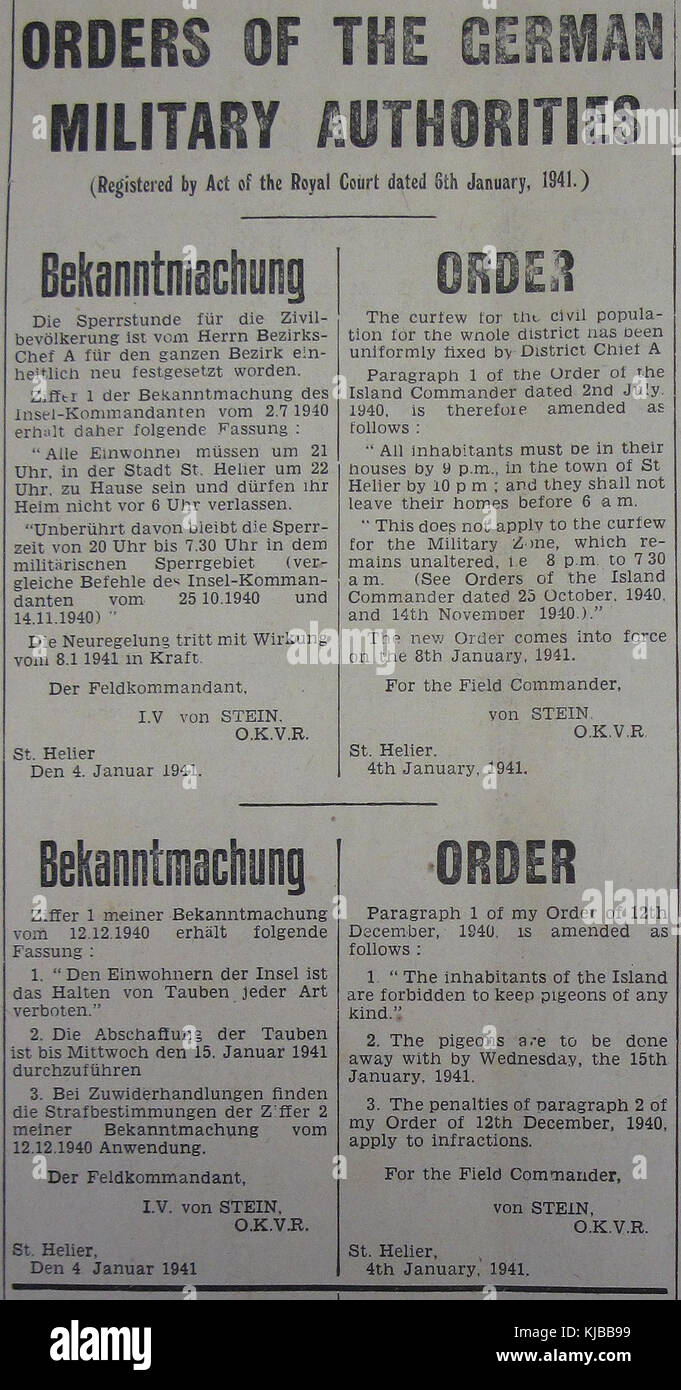 ORDERS OF THE GERMAN
MILITARY AUTHORITIES
(Registered by Act of the Royal Court dated 6th January, 1941.)
Bekanntmachung
Die Sperrstunde für die Zivil-
bevölkerung ist vom Herrn Bezirks-
Chef A für den ganzen Bezirk ein-
heitlich neu festgesetzt worden.
Ziffer 1 der Bekanntmachung des
Insel-Kommandanten vom 2.7 1940
erhält daher folgende Fassung :
"Alle Einwohner müssen um 21
Uhr, in der Stadt St. Helier um 22
Uhr, zu Hause sein und dürfen ihr
Heim nicht vor 6 Uhr verlassen.
"Unberührt davon bleibt die Sperr-
zeit von 20 Uhr bis 7.30 Uhr in dem
militärischen Sperrgebiet (ver-
gleiche Befehle des Insel-Komman-
danten vom 25 10.1940 und
14.11.1940) "
Die Neuregelung tritt mit Wirkung
vom 8.1 1941 in Kraft.
Der Feldkommandant,
I.V von STEIN.
O.K.V.R.
St. Helier
Den 4. Januar 1941.
ORDER
The curfew for the civil popula-
tion for the whole district has been
uniformly fixed by District Chief A
Paragraph 1 of the Order of the
Island Commander dated 2nd July,
1940, is therefore amended as
follows :
" All inhabitants must be in their
houses by 9 p.m., in the town of St
Helier by 10 p m ; and they shall not
leave their homes before 6 a m.
" This does not apply to the curfew
for the Military Zone, which re-
mains unaltered, i.e 8 p.m. to 7 30
a m. (See Orders of the Island
Commander dated 25 October, 1940,
and 14th November 1940.)."
The new Order comes into force
on the 8th January, 1941.
For the Field Commander,
von STEIN.
O.K.V.R
St. Helier.
4th January, 1941.
Bekanntmachung
Ziffer 1 meiner Bekanntmachung
vom 12.12.1940 erhält folgende
Fassung :
1. " Den Einwohnern der Insel ist
das Halten von Tauben jeder Art
verboten."
2. Die Abschaffung der Tauben
ist bis Mittwoch den 15. Januar 1941
durchzuführen
3. Bei Zuwiderhandlungen finden
die Strafbestimmungen der Ziffer 2
meiner Bekanntmachung vom
12.12.1940 Anwendung.
Der Feldkommandant,
I.V. von STEIN,
O.K.V.R.
St. Helier,
Den 4 Januar 1941
ORDER
Paragraph 1 of my Order of 12th
December, 1940, is amended as
follows :
1 " The inhabitants of the Island
are forbidden to keep pigeons of any
kind."
2. The pigeons are to be done
away with by Wednesday, the 15th
January, 1941.
3. The penalties of paragraph 2 of
my Order of 12th December, 1940,
apply to infractions.
For the Field Commander,
von STEIN,
O.K.V.R.
St. Helier,
4th January, 1941.
alamy stock photo
alamy
Image ID: KJBB99
www.alamy.com